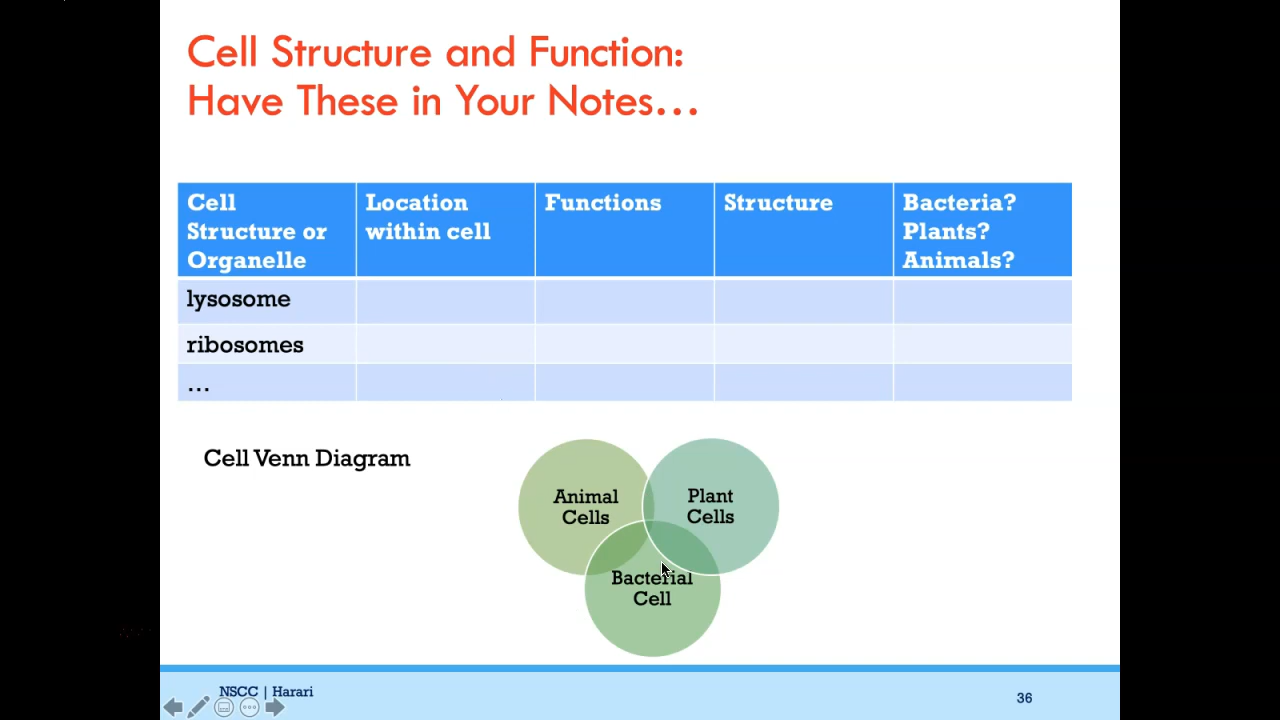 Cell Structure and Function:
Have These in Your Notes…
Cell
Structure or
Organelle
Location
within cell
Functions
Structure
Bacteria?
Plants?
Animals?
lysosome
ribosomes
…
Cell Venn Diagram
Animal
Cells
Plant
Cells
Bacterial
Cell
NSCC | Harari
36